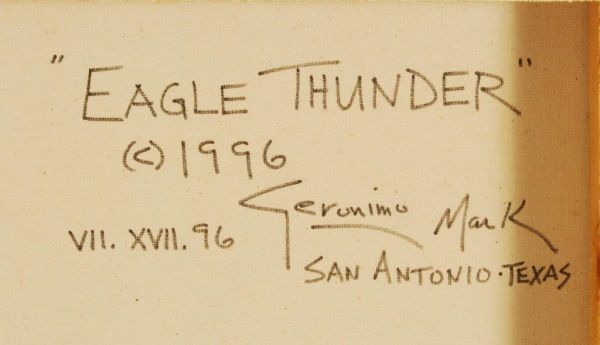 "EAGLE THUNDER"
(c) 1996
Geronimo Mark
VII. XVII. 96
SAN ANTONIO · TEXAS